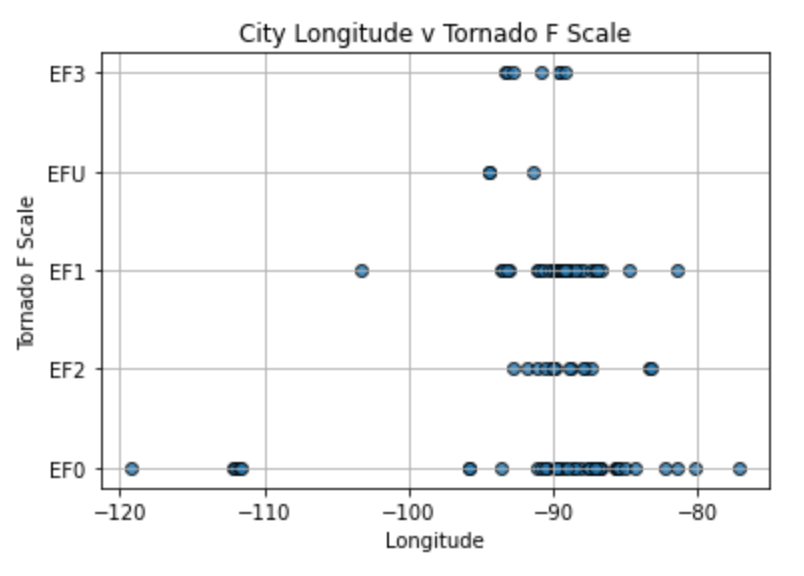 City Longitude v Tornado F Scale
EF3
EFU
EF1
EF2
EF0
Tornado F Scale
−120 −110 −100 −90 −80
Longitude